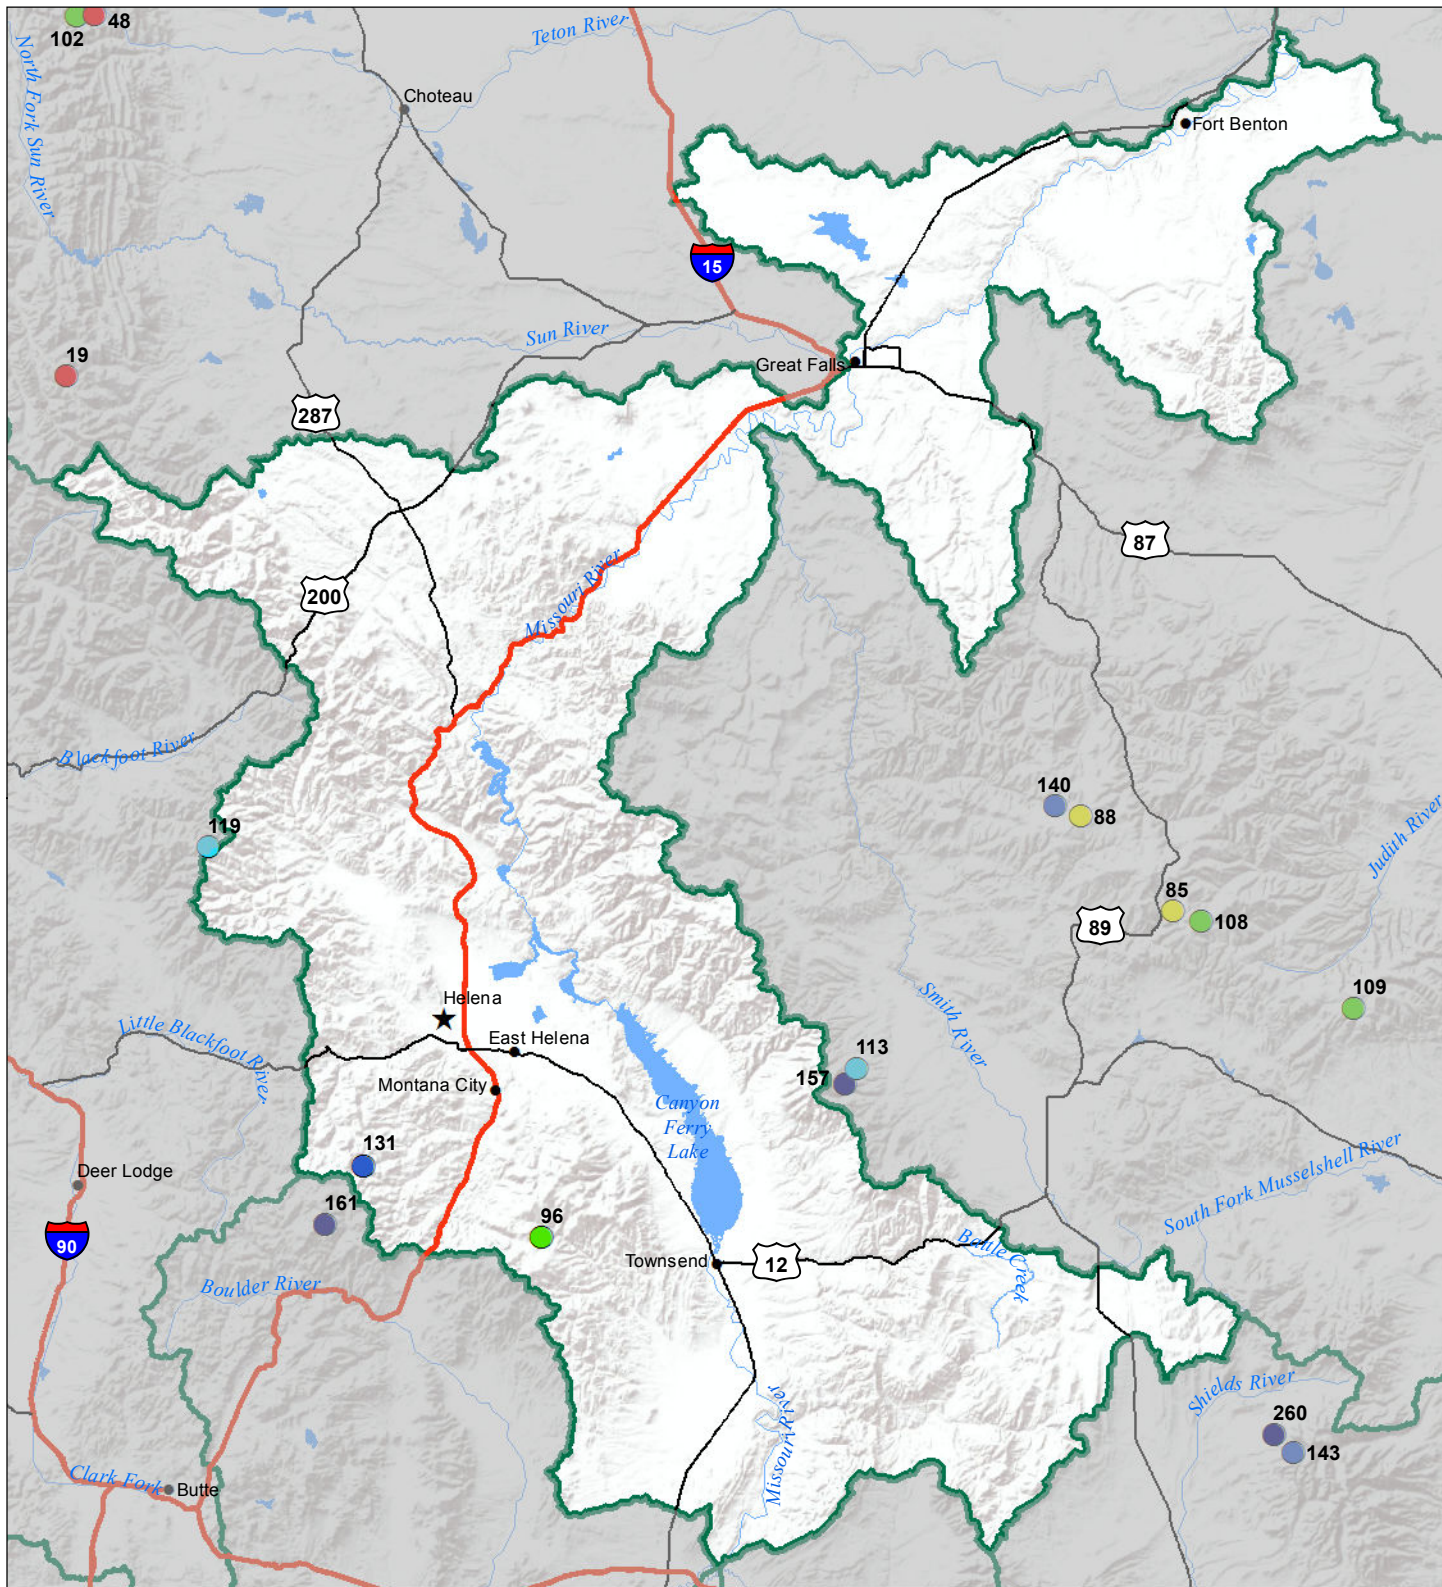 48
102
Teton River
North Fork Sun River
Choteau
Fort Benton
15
Sun River
19
Great Falls
287
87
200
Missouri River
Blackfoot River
140
88
119
Judith River
85
108
89
Helena
Smith River
109
Little Blackfoot River
East Helena
113
157
Montana City
Canyon
Ferry
Lake
131
Deer Lodge
South Fork Musselshell River
161
96
90
Townsend
12
Battle Creek
Boulder River
Missouri River
Shields River
260
143
Clark Fork
Butte